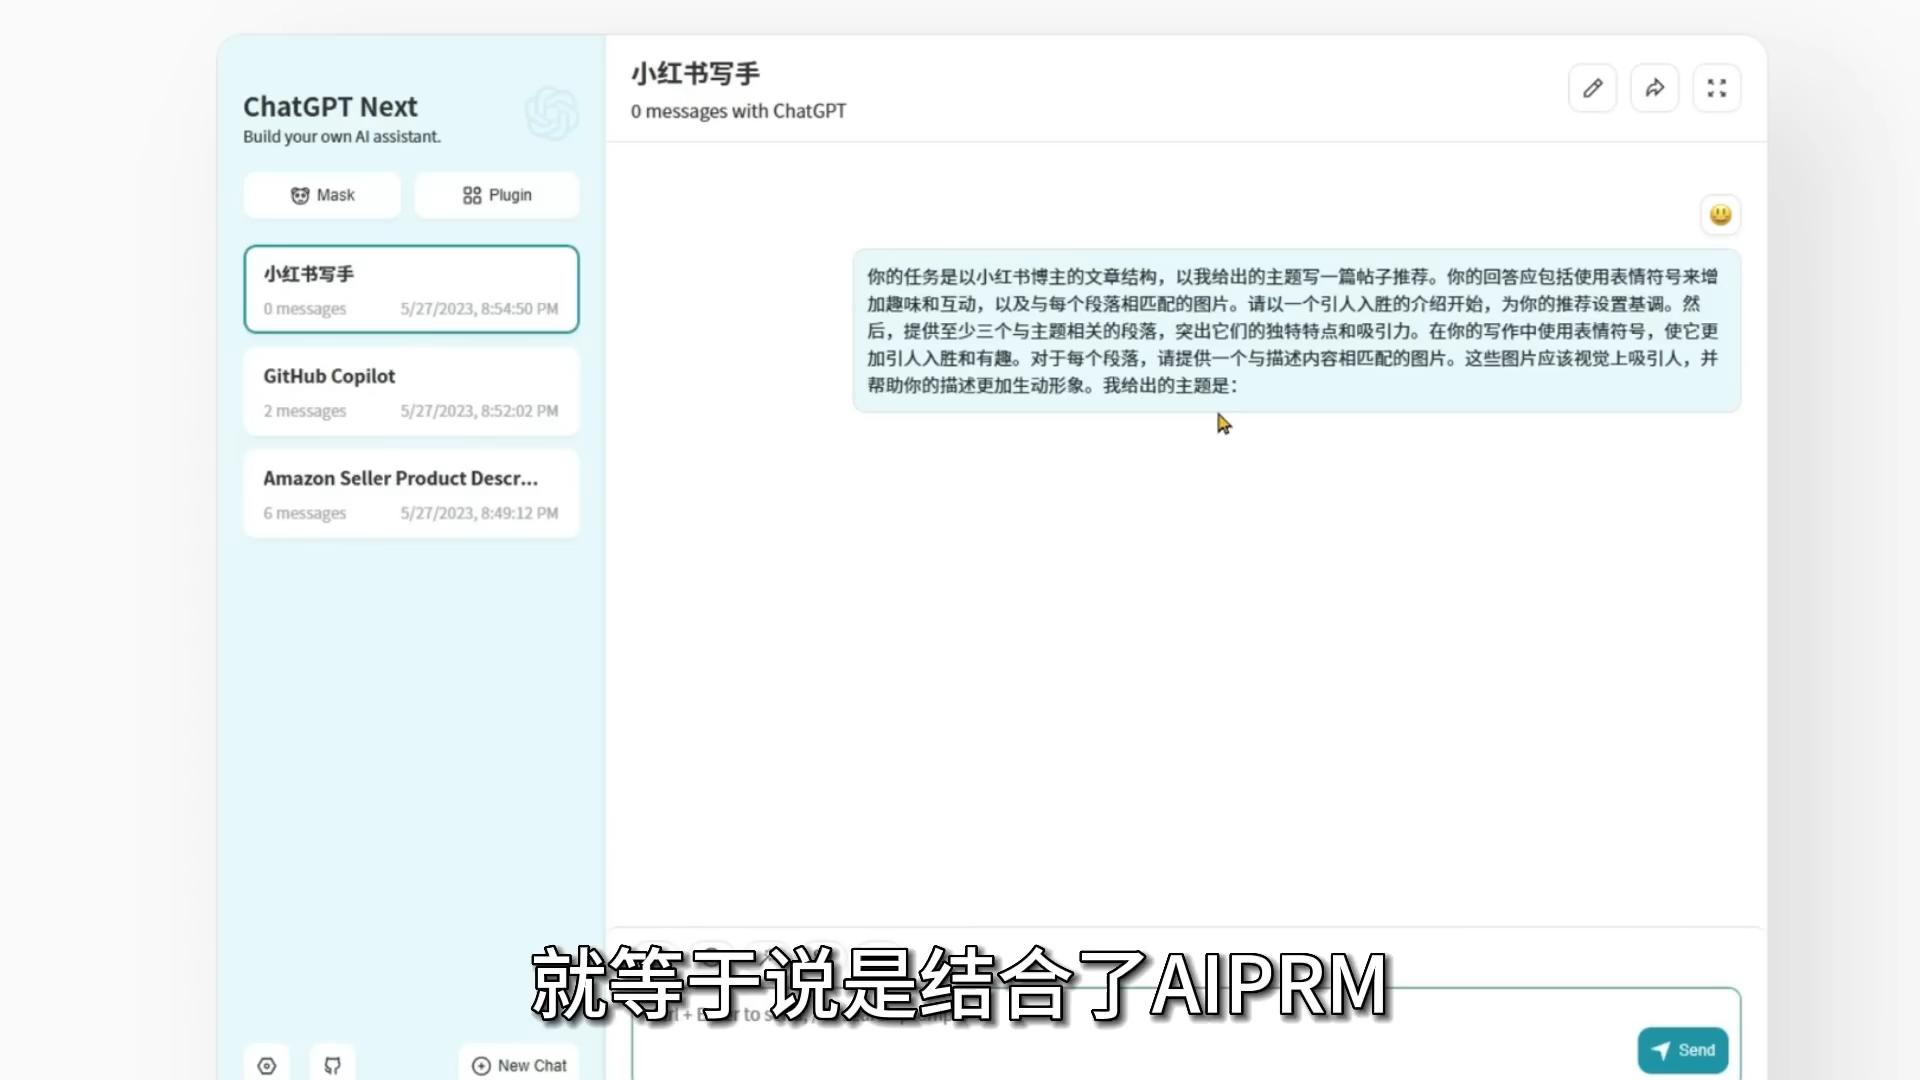 ChatGPT Next
Build your own AI assistant.
Mask
Plugin
小红书写手
0 messages
5/27/2023, 8:54:50 PM
GitHub Copilot
2 messages
5/27/2023, 8:52:02 PM
Amazon Seller Product Descr...
6 messages
5/27/2023, 8:49:12 PM
New Chat
小红书写手
0 messages with ChatGPT
你的任务是以小红书博主的文章结构，以我给出的主题写一篇帖子推荐。你的回答应包括使用表情符号来增
加趣味和互动，以及与每个段落相匹配的图片。请以一个引人入胜的介绍开始，为你的推荐设置基调。然
后，提供至少三个与主题相关的段落，突出它们的独特特点和吸引力。在你的写作中使用表情符号，使它更
加引人入胜和有趣。对于每个段落，请提供一个与描述内容相匹配的图片。这些图片应该视觉上吸引人，并
帮助你的描述更加生动形象。我给出的主题是：
就等于说是结合了AIPRM
Send